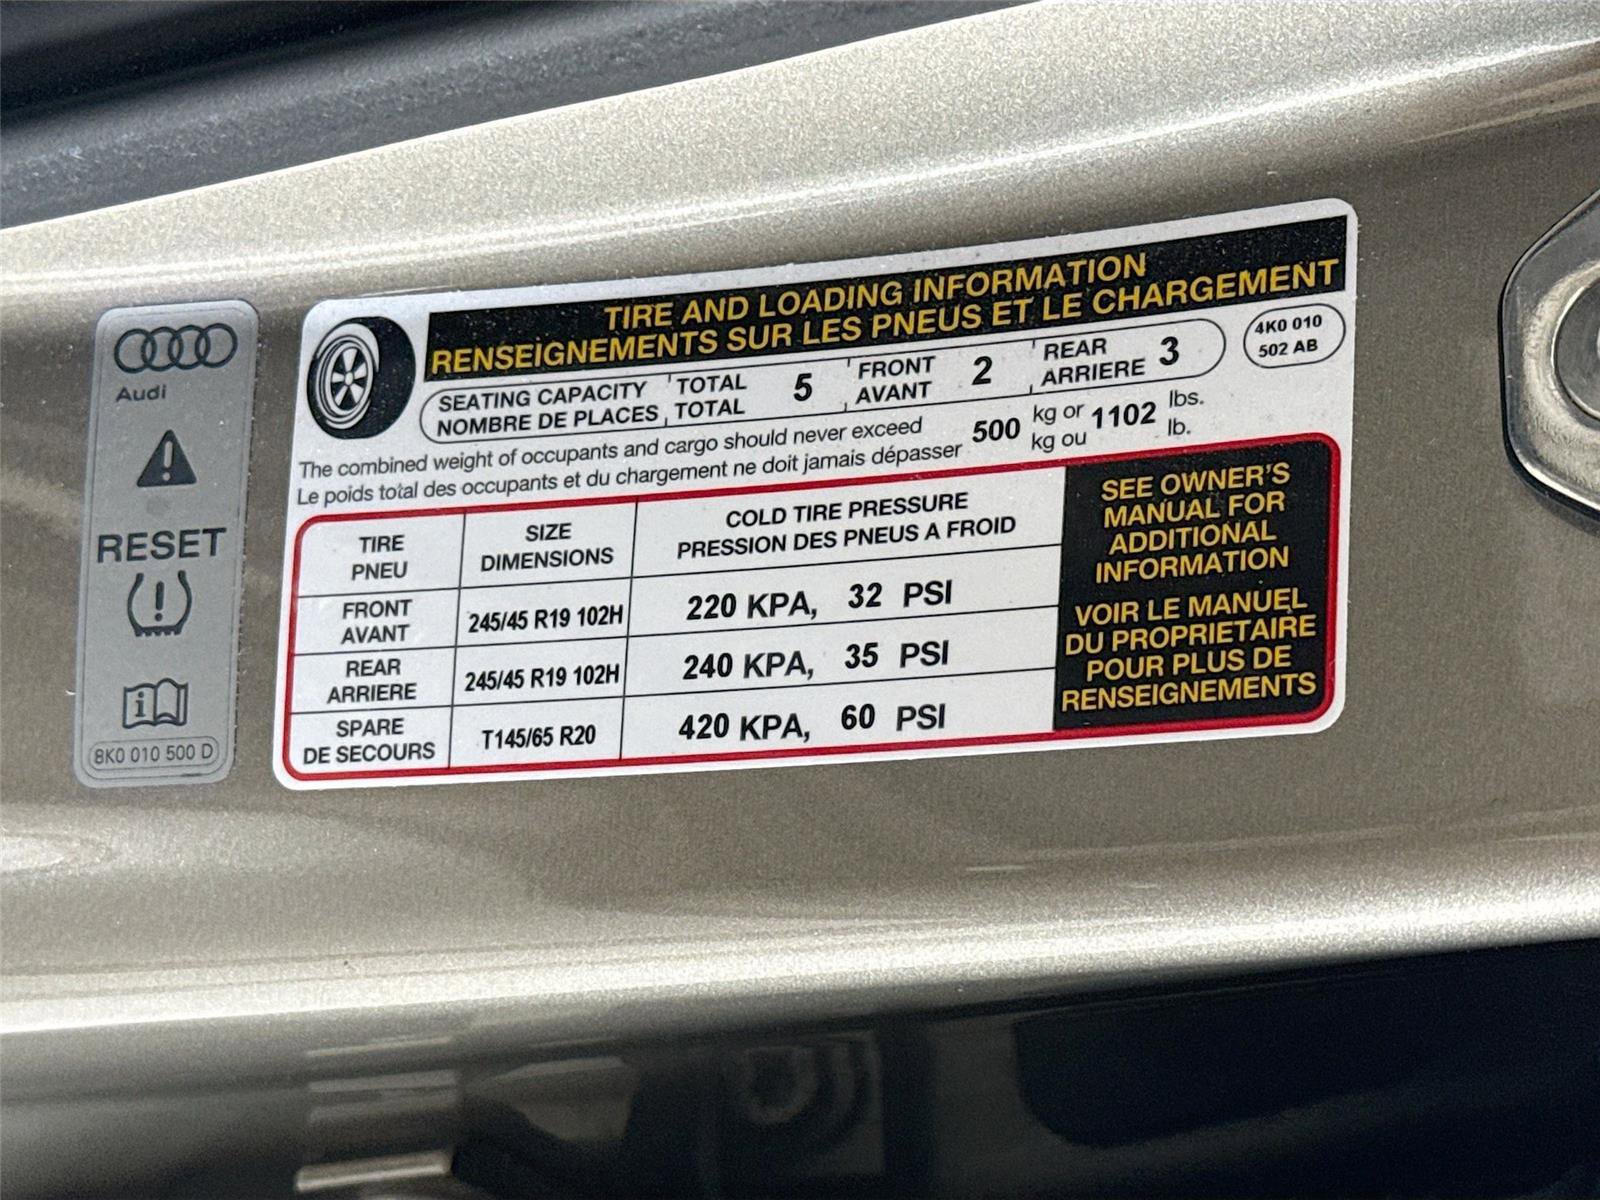 Audi
RESET
8K0 010 500 D
TIRE AND LOADING INFORMATION
RENSEIGNEMENTS SUR LES PNEUS ET LE CHARGEMENT
SEATING CAPACITY TOTAL 5 FRONT 2 REAR 3
NOMBRE DE PLACES TOTAL AVANT ARRIERE
4K0 010
502 AB
The combined weight of occupants and cargo should never exceed 500 kg or 1102 lbs.
Le poids total des occupants et du chargement ne doit jamais dépasser kg ou lb.
TIRE
PNEU
SIZE
DIMENSIONS
COLD TIRE PRESSURE
PRESSION DES PNEUS A FROID
FRONT
AVANT
245/45 R19 102H
220 KPA, 32 PSI
REAR
ARRIERE
245/45 R19 102H
240 KPA, 35 PSI
SPARE
DE SECOURS
T145/65 R20
420 KPA, 60 PSI
SEE OWNER'S
MANUAL FOR
ADDITIONAL
INFORMATION
VOIR LE MANUEL
DU PROPRIETAIRE
POUR PLUS DE
RENSEIGNEMENTS